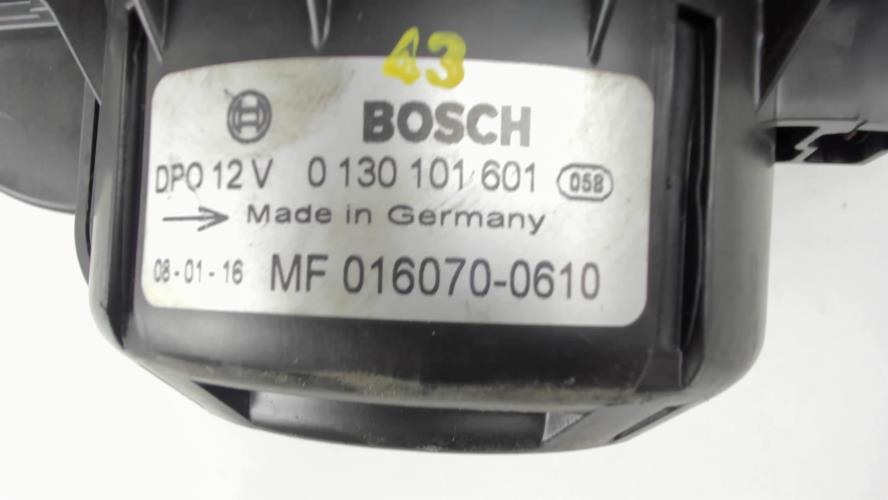 43
BOSCH
DPO 12 V 0 130 101 601 058
Made in Germany
08-01-16 MF 016070-0610